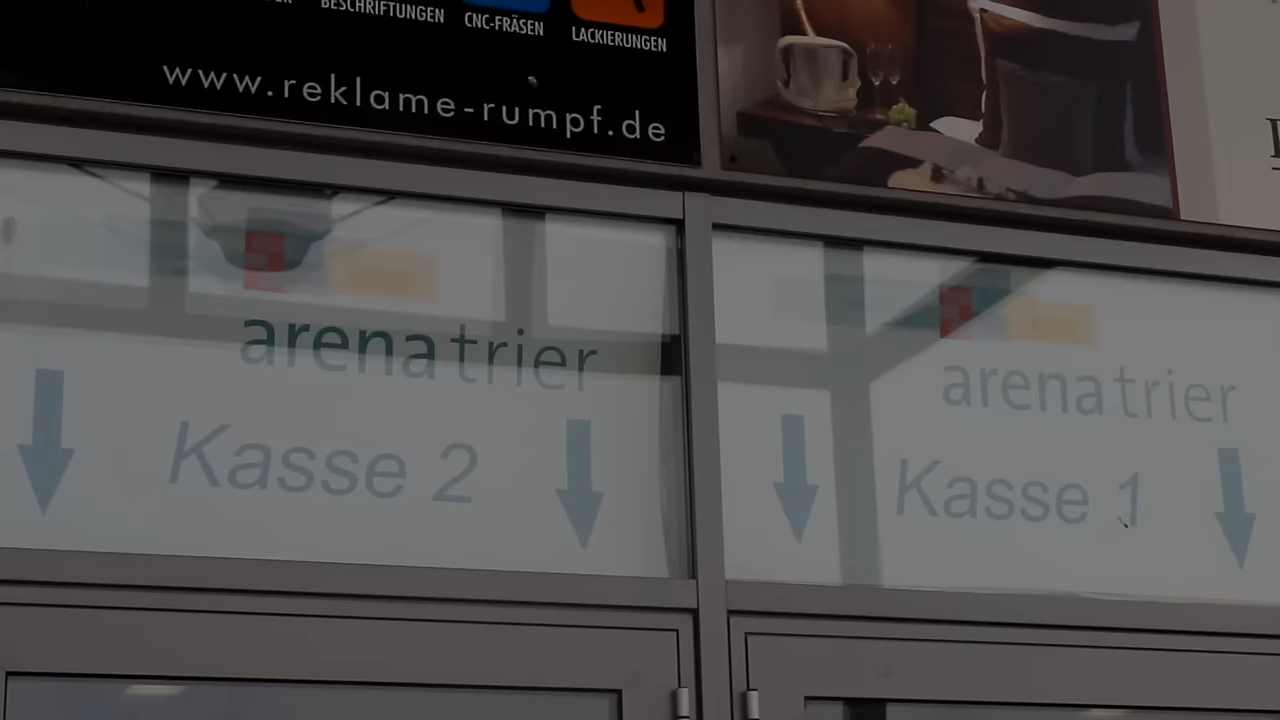 BESCHRIFTUNGEN
CNC-FRÄSEN
LACKIERUNGEN
www.reklame-rumpf.de
arenatrier
Kasse 2
arenatrier
Kasse 1